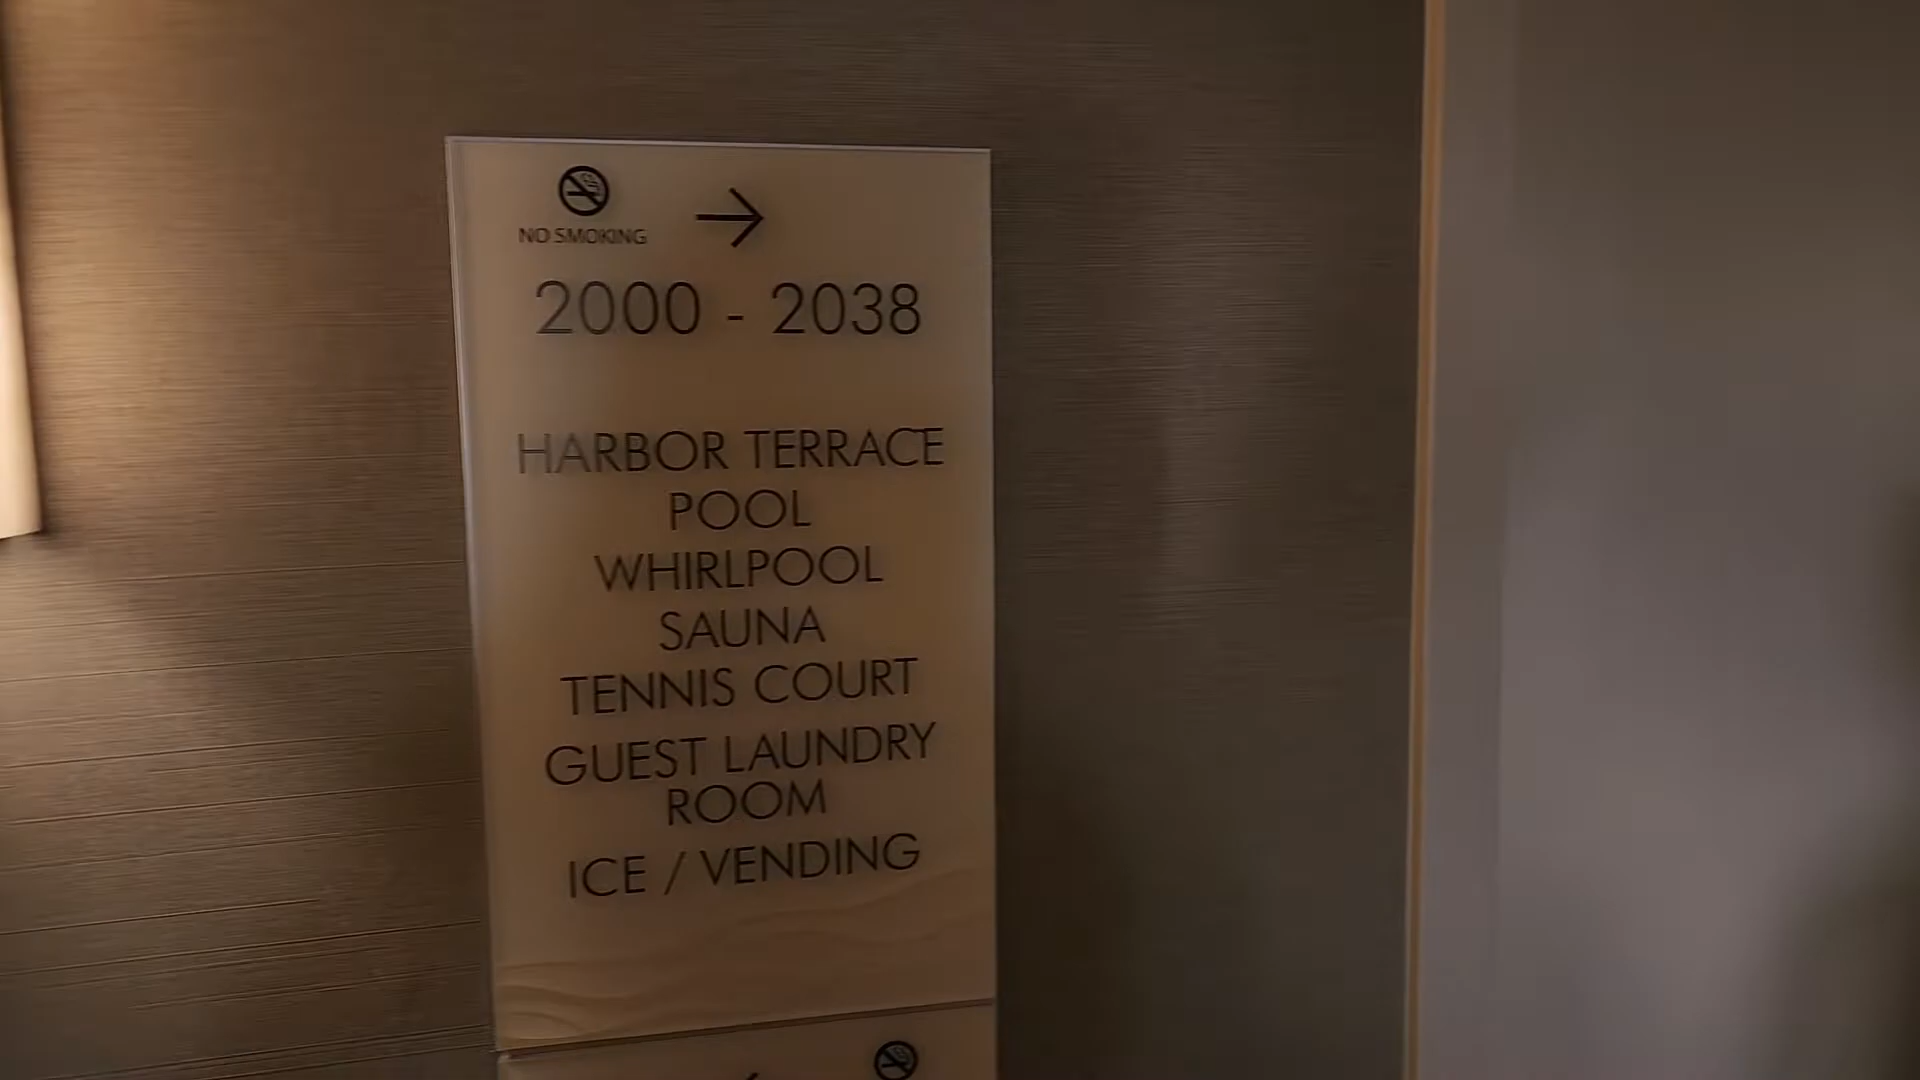 NO SMOKING
2000 - 2038
HARBOR TERRACE
POOL
WHIRLPOOL
SAUNA
TENNIS COURT
GUEST LAUNDRY
ROOM
ICE / VENDING